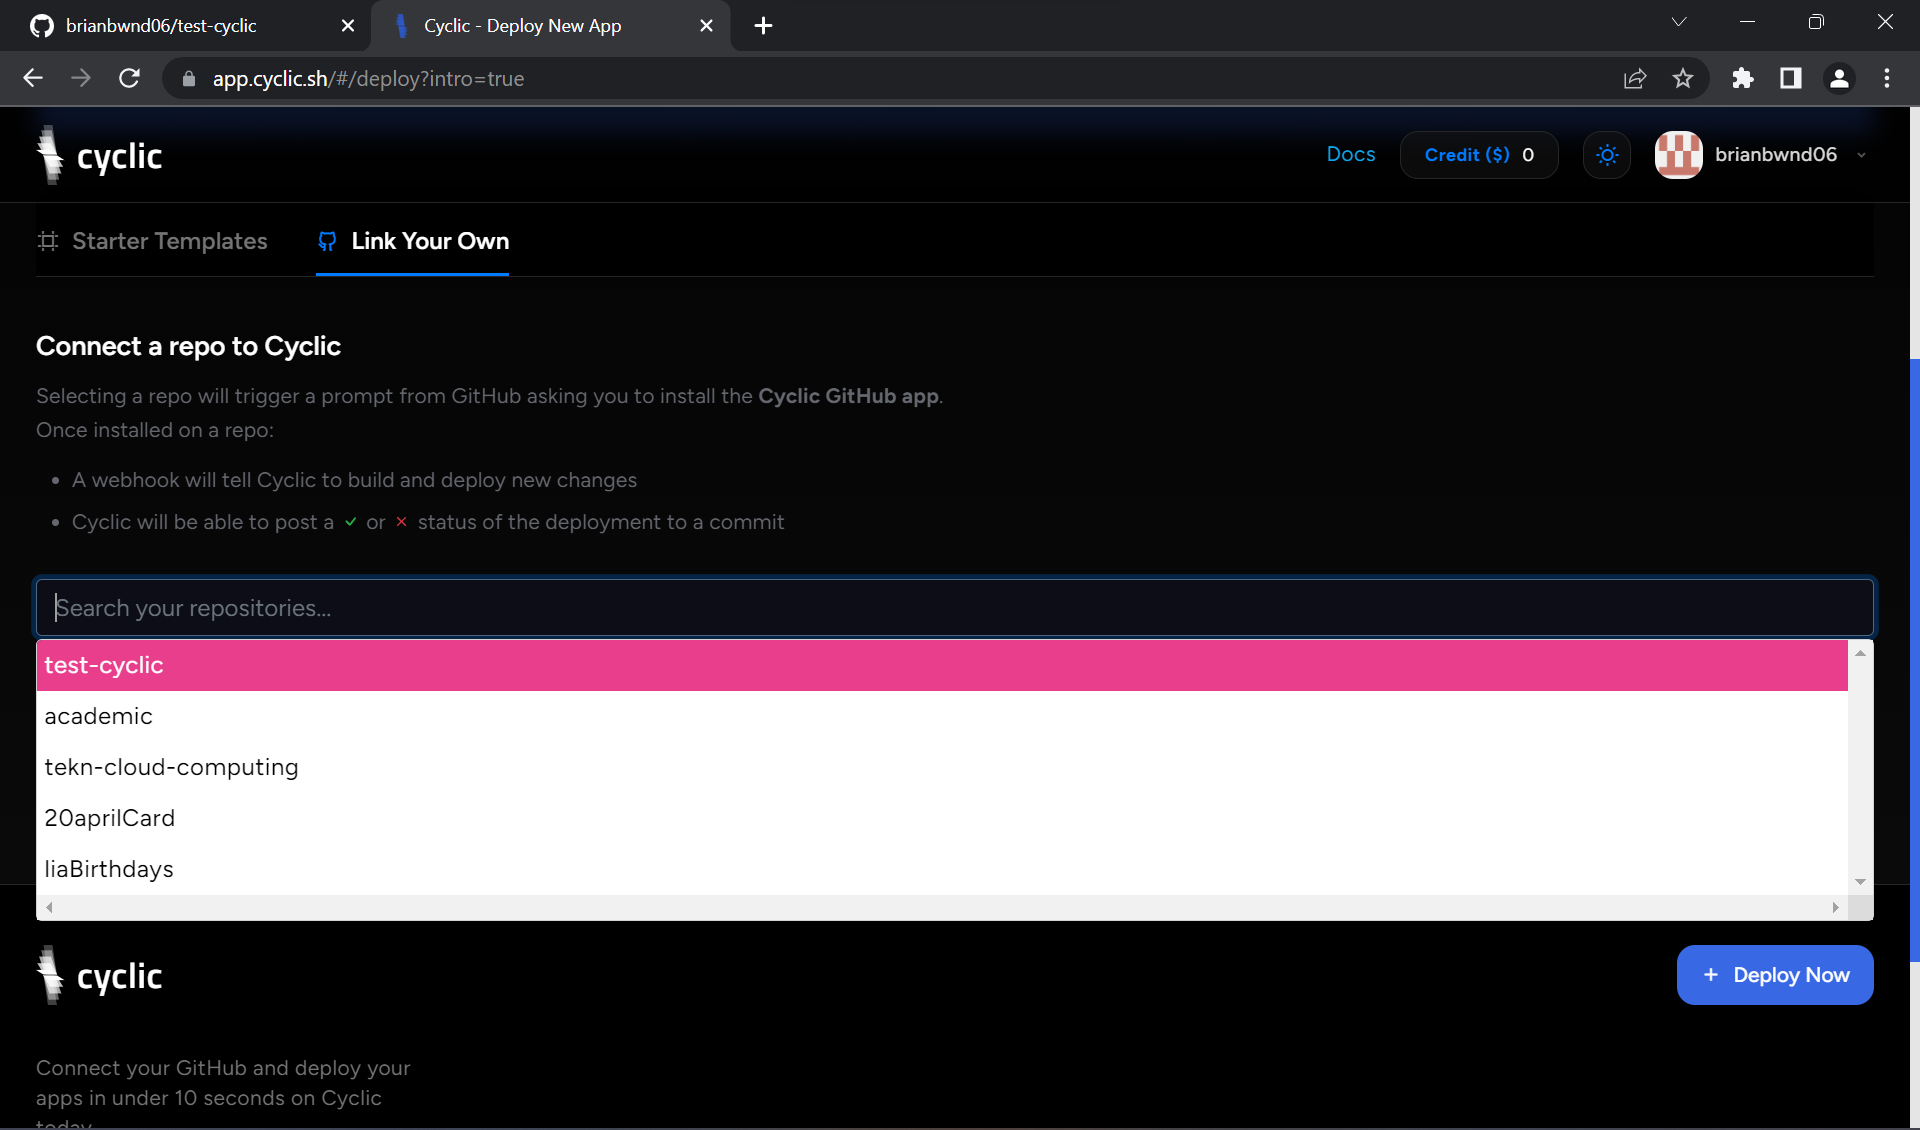 brianbwnd06/test-cyclic
Cyclic - Deploy New App
app.cyclic.sh/#/deploy?intro=true
cyclic
Docs
Credit ($) 0
brianbwnd06
Starter Templates
Link Your Own
Connect a repo to Cyclic
Selecting a repo will trigger a prompt from GitHub asking you to install the Cyclic GitHub app.
Once installed on a repo:
• A webhook will tell Cyclic to build and deploy new changes
• Cyclic will be able to post a ✓ or × status of the deployment to a commit
Search your repositories...
test-cyclic
academic
tekn-cloud-computing
20aprilCard
liaBirthdays
cyclic
+ Deploy Now
Connect your GitHub and deploy your
apps in under 10 seconds on Cyclic
today